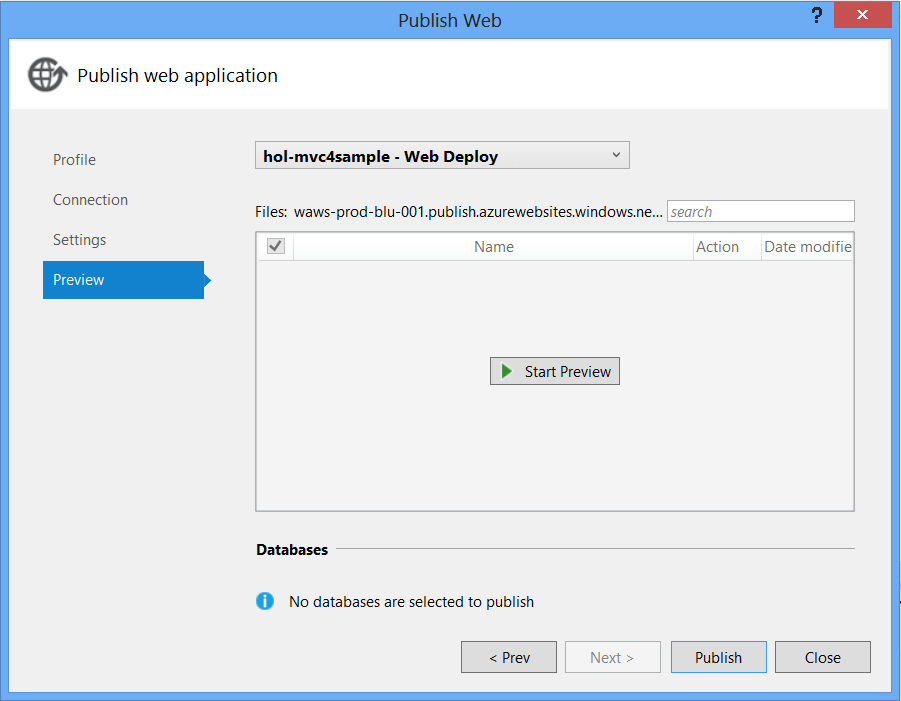 Publish Web
?
Publish web application
Profile
Connection
Settings
Preview
hol-mvc4sample - Web Deploy
Files: waws-prod-blu-001.publish.azurewebsites.windows.ne... search
Name Action Date modifie
Start Preview
Databases
No databases are selected to publish
< Prev Next > Publish Close